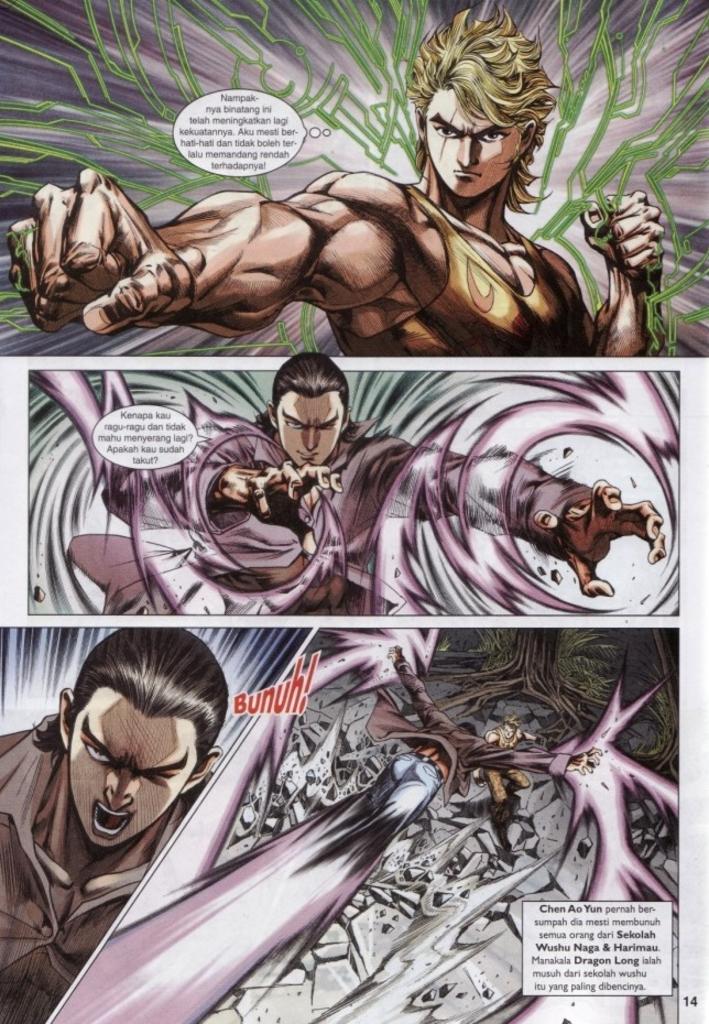 Nampak-
nya binatang ini
telah meningkatkan lagi
kekuatannya. Aku mesti ber-
hati-hati dan tidak boleh ter-
lalu memandang rendah
terhadapnya!
Kenapa kau
ragu-ragu dan tidak
mahu menyerang lagi?
Apakah kau sudah
takut?
BUNUH!
Chen Ao Yun pernah ber-
sumpah dia mesti membunuh
semua orang dari Sekolah
Wushu Naga & Harimau.
Manakala Dragon Long ialah
musuh dari sekolah wushu
itu yang paling dibencinya.
14